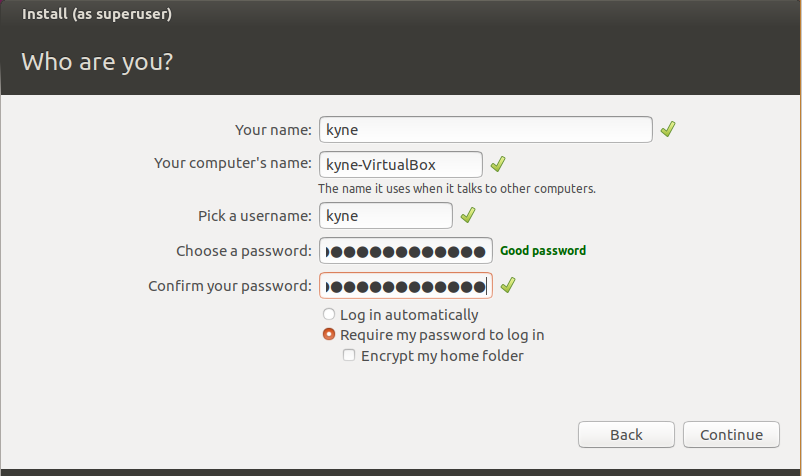 Install (as superuser)
Who are you?
Your name: kyne
Your computer's name: kyne-VirtualBox
The name it uses when it talks to other computers.
Pick a username: kyne
Choose a password: ●●●●●●●●●●●●● Good password
Confirm your password: ●●●●●●●●●●●●●
Log in automatically
Require my password to log in
Encrypt my home folder
Back Continue